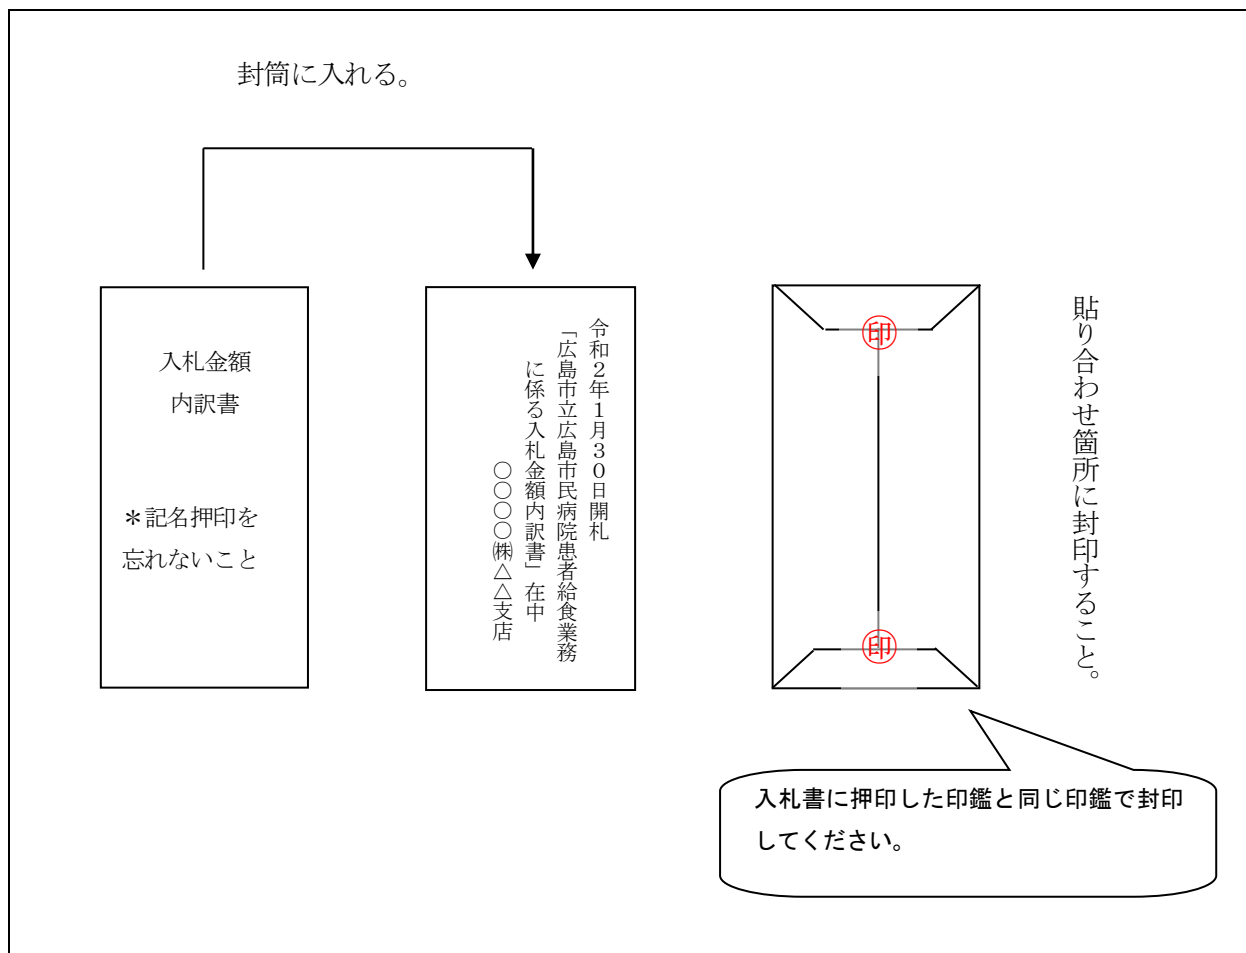 封筒に入れる。
入札金額
内訳書
＊記名押印を
忘れないこと
令和２年１月３０日開札
「広島市立広島市民病院患者給食業務
に係る入札金額内訳書」在中
〇〇〇〇㈱△△支店
印
印
貼り合わせ箇所に封印すること。
入札書に押印した印鑑と同じ印鑑で封印
してください。